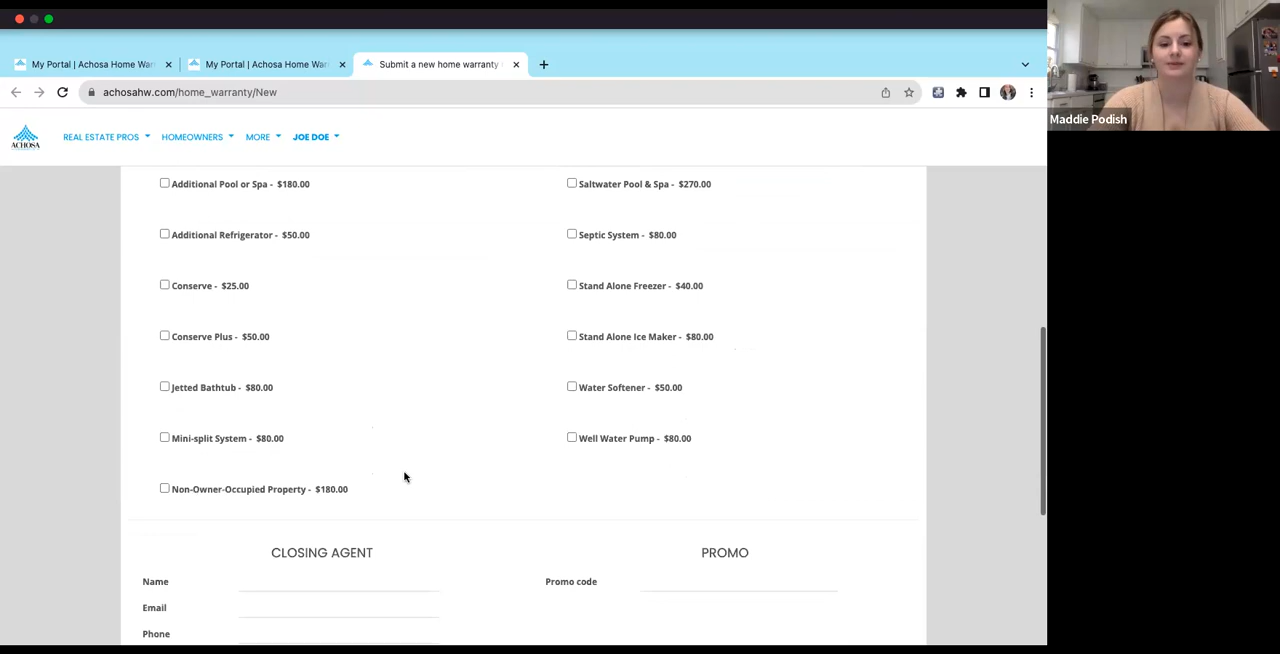 My Portal | Achosa Home War
My Portal | Achosa Home War
Submit a new home warranty
achosahw.com/home_warranty/New
Maddie Podish
ACHOSA
REAL ESTATE PROS
HOMEOWNERS
MORE
JOE DOE
Additional Pool or Spa - $180.00
Saltwater Pool & Spa - $270.00
Additional Refrigerator - $50.00
Septic System - $80.00
Conserve - $25.00
Stand Alone Freezer - $40.00
Conserve Plus - $50.00
Stand Alone Ice Maker - $80.00
Jetted Bathtub - $80.00
Water Softener - $50.00
Mini-split System - $80.00
Well Water Pump - $80.00
Non-Owner-Occupied Property - $180.00
CLOSING AGENT
PROMO
Name
Promo code
Email
Phone